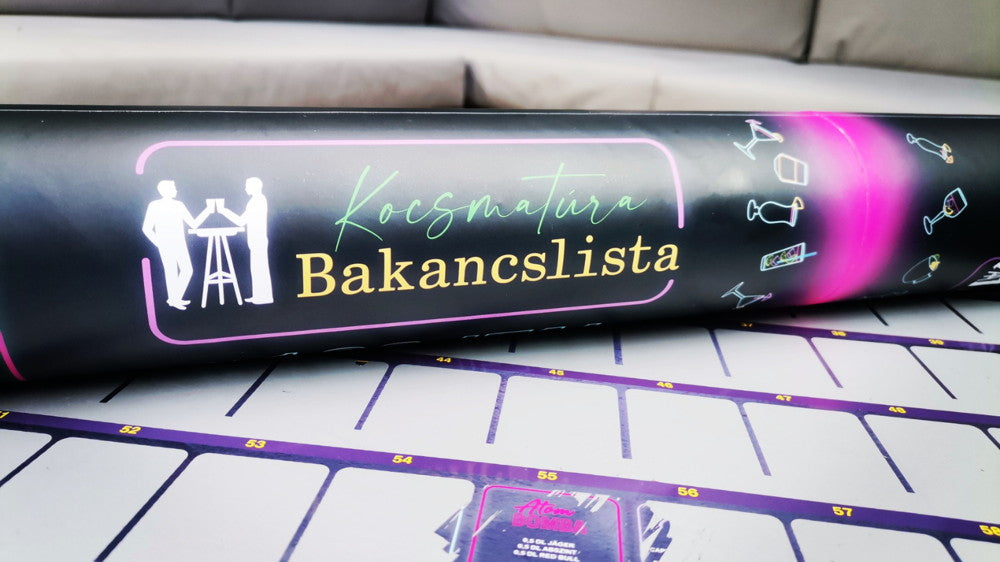 Kocsmatúra
Bakancslista
44
45
46
47
48
52
53
54
55
56
57
58
Atom
BOMBA
0,5 DL JÄGER
0,5 DL ABSZINT
0,5 DL RED BULL